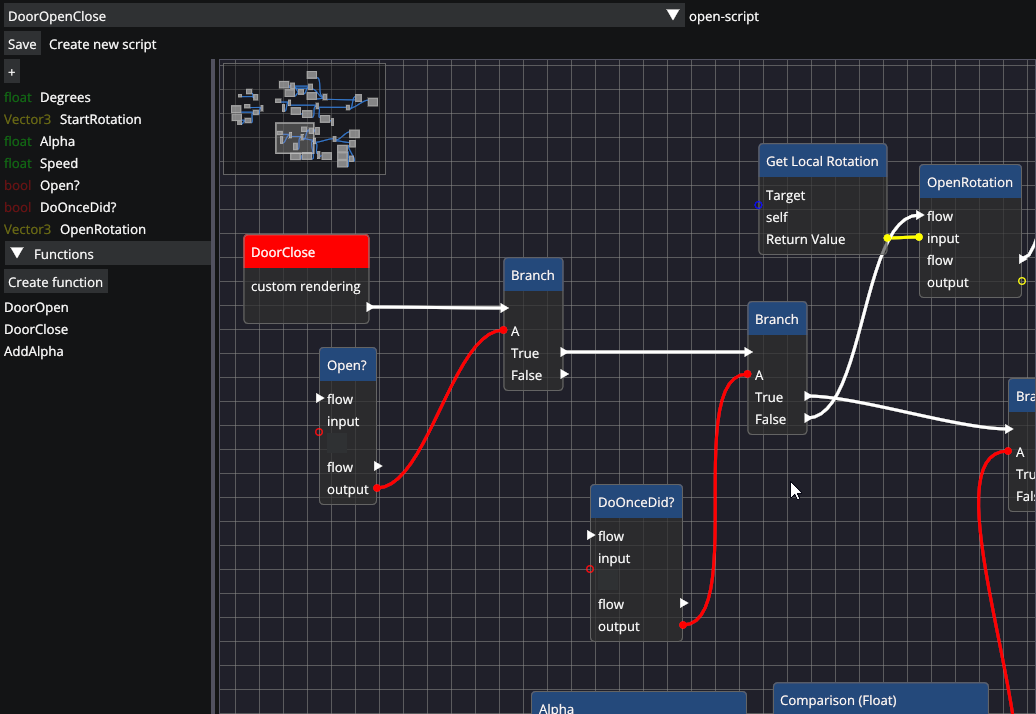 DoorOpenClose
open-script
Save
Create new script
+
float Degrees
Vector3 StartRotation
float Alpha
float Speed
bool Open?
bool DoOnceDid?
Vector3 OpenRotation
Functions
Create function
DoorOpen
DoorClose
AddAlpha
DoorClose
custom rendering
Open?
flow
input
flow
output
Branch
A
True
False
DoOnceDid?
flow
input
flow
output
Get Local Rotation
Target
self
Return Value
Branch
A
True
False
OpenRotation
flow
input
flow
output
Bra
A
Tru
Fal
Alpha
Comparison (Float)